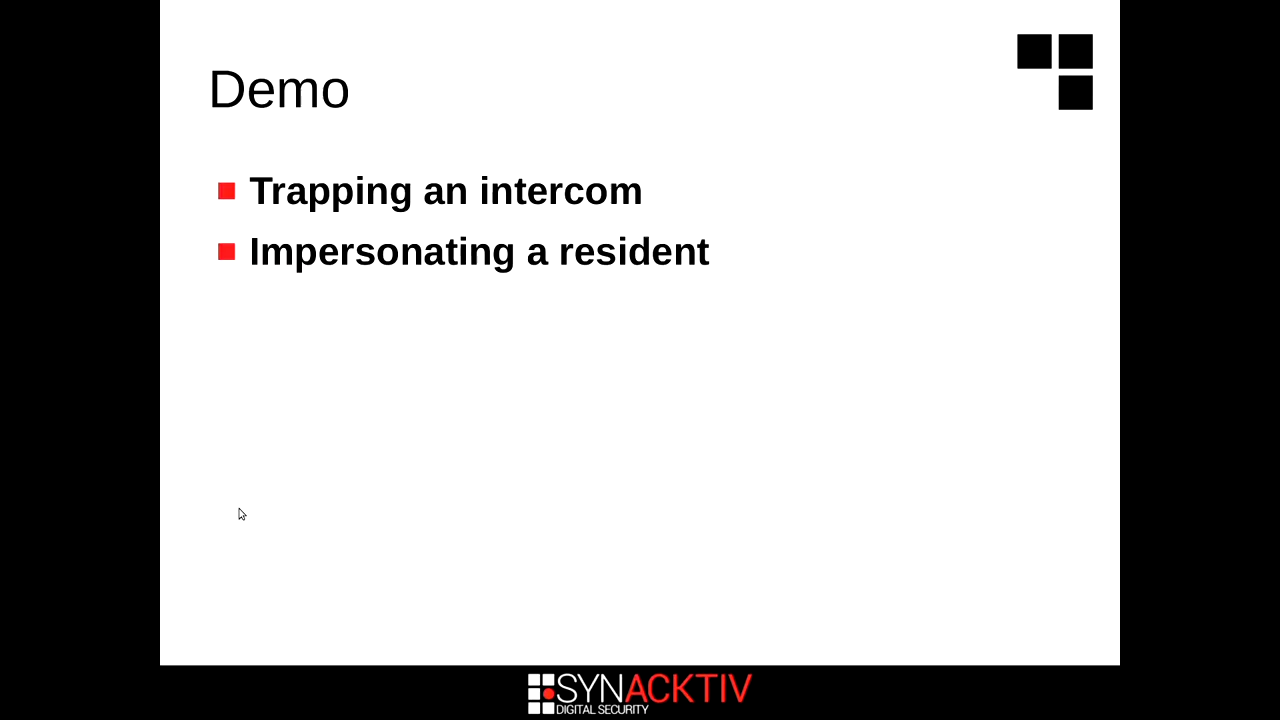 Demo
Trapping an intercom
Impersonating a resident
SYNACKTIV
DIGITAL SECURITY